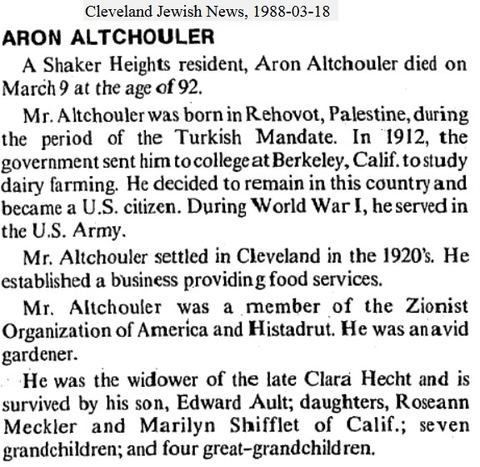 Cleveland Jewish News, 1988-03-18
ARON ALTCHOULER
A Shaker Heights resident, Aron Altchouler died on
March 9 at the age of 92.
Mr. Altchouler was born in Rehovot, Palestine, during
the period of the Turkish Mandate. In 1912, the
government sent him to college at Berkeley, Calif. to study
dairy farming. He decided to remain in this country and
became a U.S. citizen. During World War I, he served in
the U.S. Army.
Mr. Altchouler settled in Cleveland in the 1920's. He
established a business providing food services.
Mr. Altchouler was a member of the Zionist
Organization of America and Histadrut. He was an avid
gardener.
He was the widower of the late Clara Hecht and is
survived by his son, Edward Ault; daughters, Roseann
Meckler and Marilyn Shifflet of Calif.; seven
grandchildren; and four great-grandchildren.